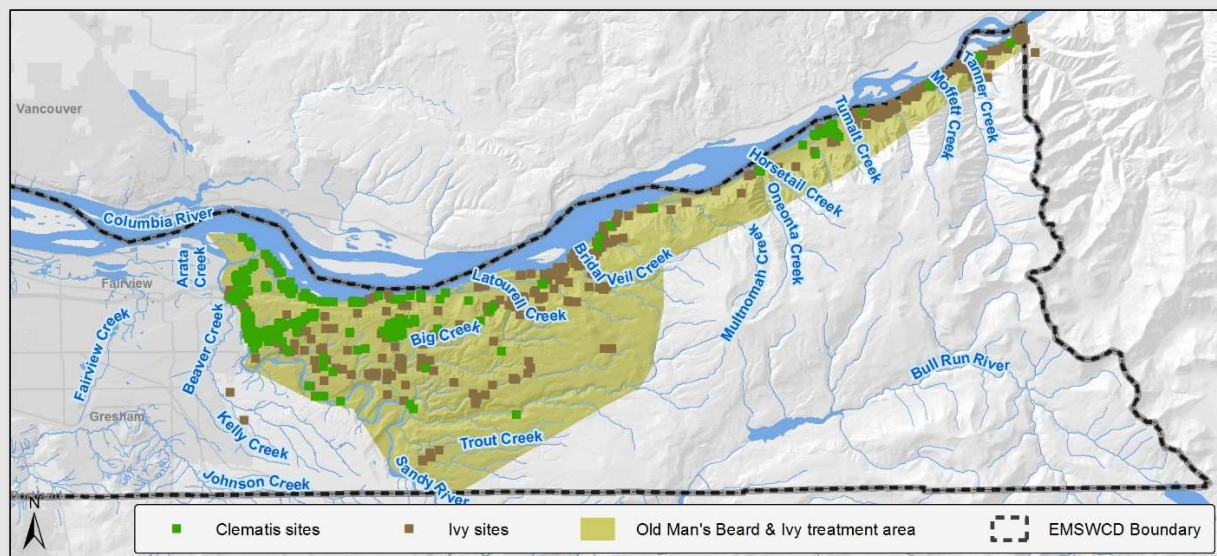 Vancouver
Columbia River
Arata
Creek
Fairview
Fairview Creek
Beaver Creek
Gresham
Kelly Creek
Johnson Creek
Sandy River
Trout Creek
Big Creek
Latourell Creek
Bridal
Veil Creek
Multnomah Creek
Oneonta Creek
Horsetail Creek
Tumalt Creek
Moffett Creek
Tanner Creek
Bull Run River
N
Clematis sites
Ivy sites
Old Man's Beard & Ivy treatment area
EMSWCD Boundary